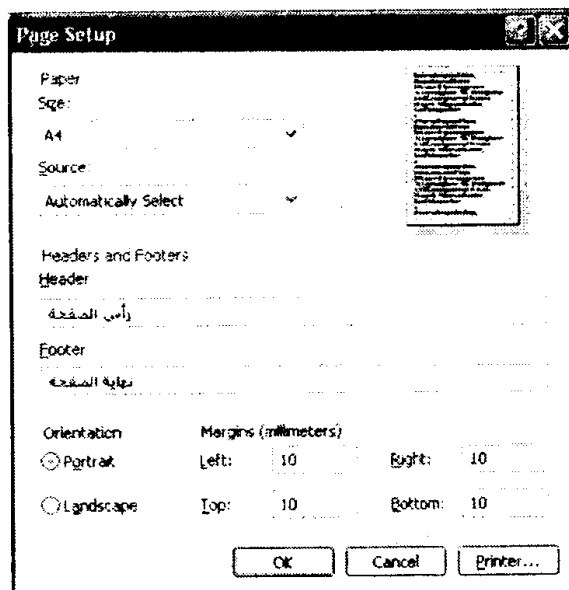 Page Setup
Paper
Size:
A4
Source:
Automatically Select
Headers and Footers
Header
رأس الصفحة
Footer
نهاية الصفحة
Orientation Margins (millimeters)
Portrait Left: 10 Right: 10
Landscape Top: 10 Bottom: 10
OK Cancel Printer...